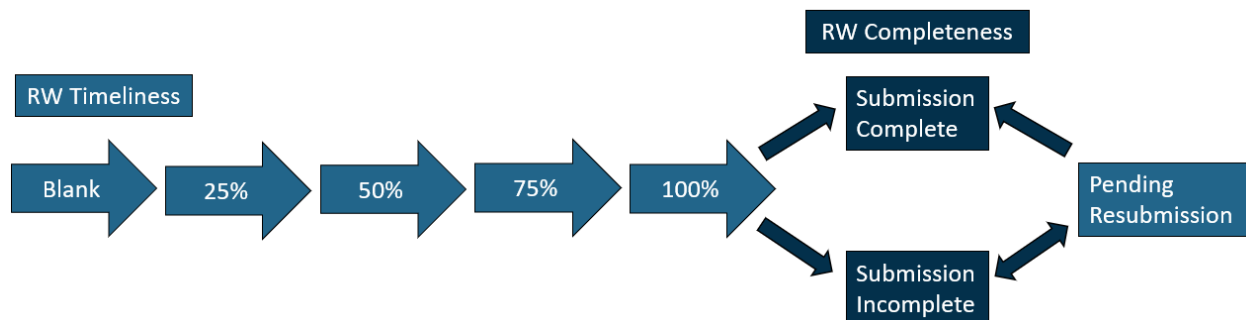 RW Timeliness
Blank
25%
50%
75%
100%
RW Completeness
Submission
Complete
Submission
Incomplete
Pending
Resubmission